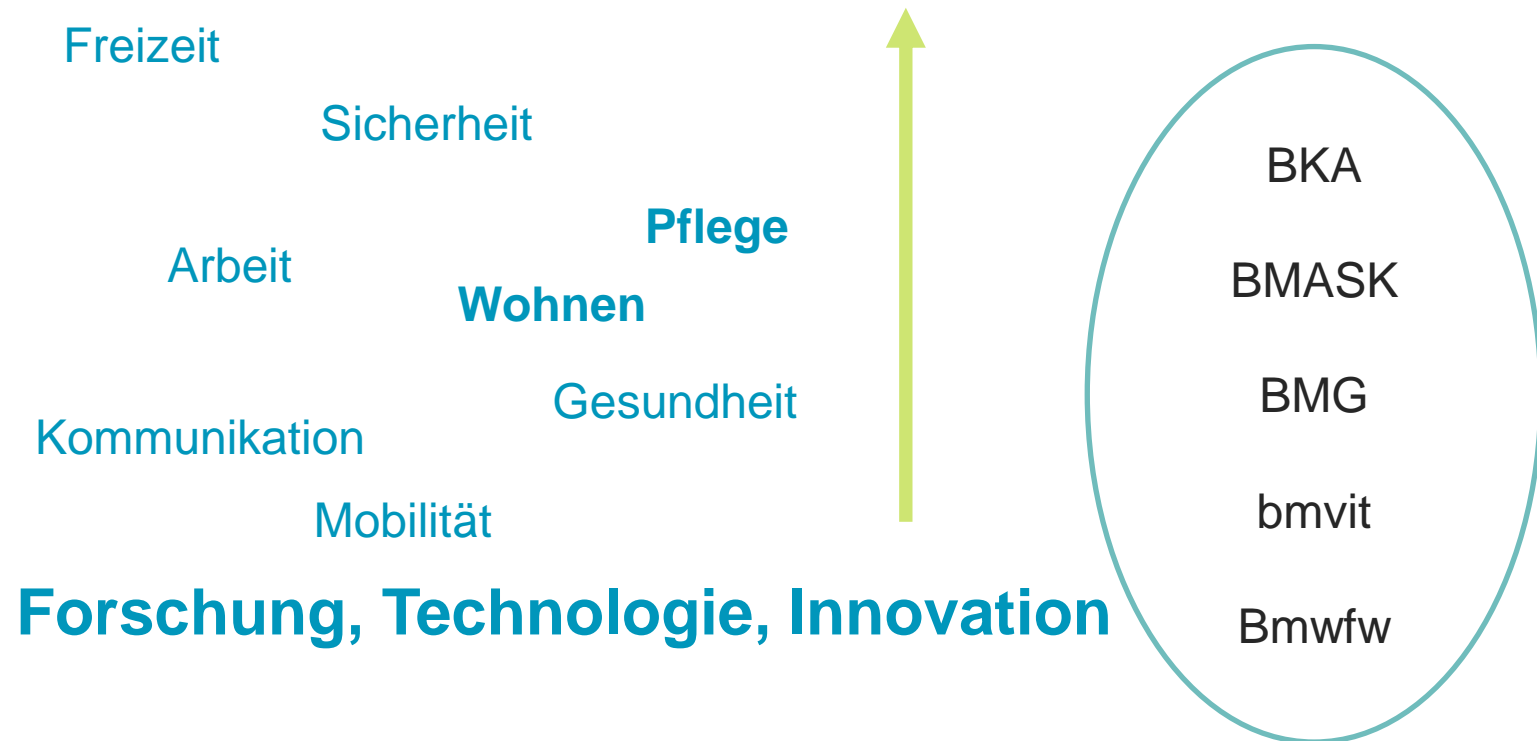 Freizeit
Sicherheit
Pflege
Arbeit
Wohnen
Gesundheit
Kommunikation
Mobilität
Forschung, Technologie, Innovation
BKA
BMASK
BMG
bmvit
Bmwfw